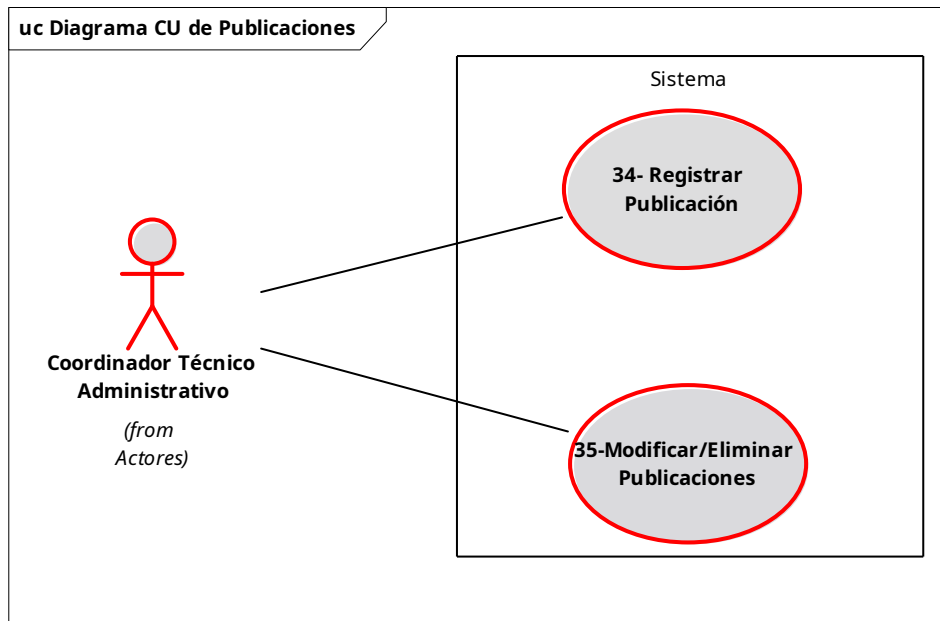 uc Diagrama CU de Publicaciones
Sistema
34- Registrar
Publicación
Coordinador Técnico
Administrativo
(from
Actores)
35-Modificar/Eliminar
Publicaciones